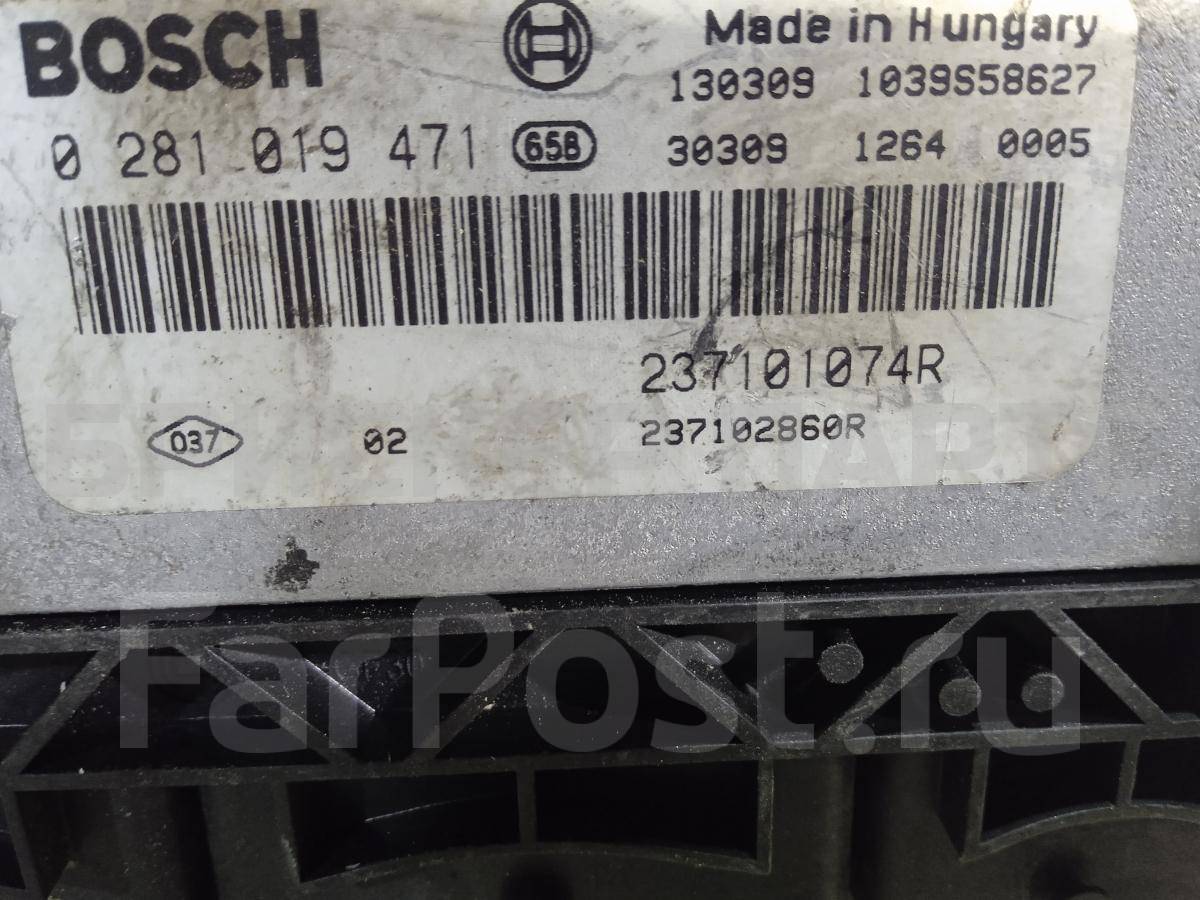 BOSCH
Made in Hungary
130309 1039S58627
0 281 019 471 65B
30309 1264 0005
237101074R
037 02 237102860R
FarPost.ru